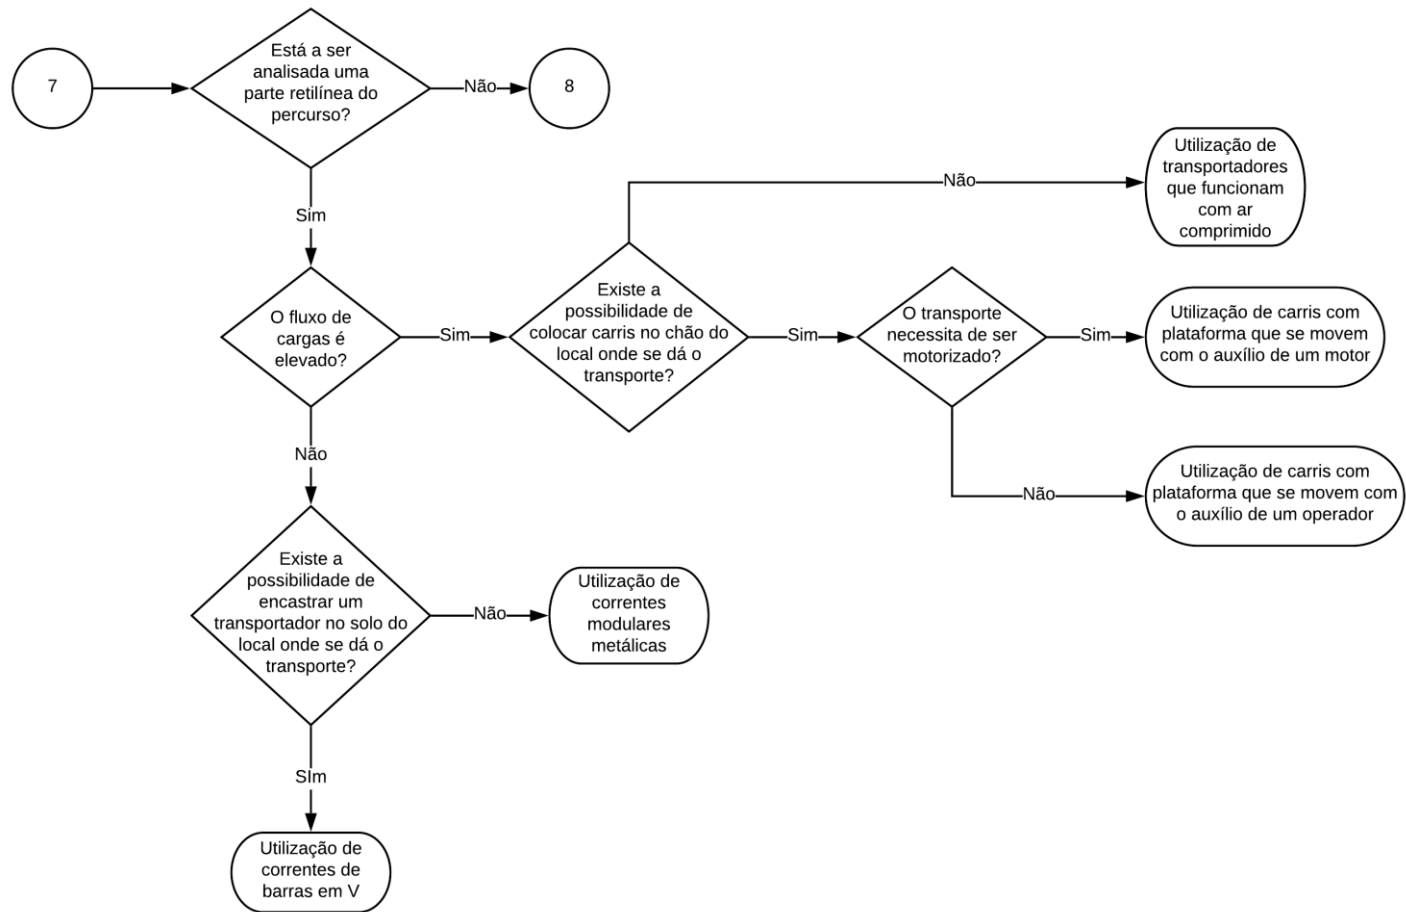 7
Está a ser
analisada uma
parte retilínea do
percurso?
Não
8
Sim
Utilização de
transportadores
que funcionam
com ar
comprimido
Não
O fluxo de
cargas é
elevado?
Sim
Existe a
possibilidade de
colocar carris no chão do
local onde se dá o
transporte?
Sim
O transporte
necessita de ser
motorizado?
Sim
Utilização de carris com
plataforma que se movem
com o auxílio de um motor
Não
Utilização de carris com
plataforma que se movem com
o auxílio de um operador
Não
Existe a
possibilidade de
encastrar um
transportador no solo do
local onde se dá o
transporte?
Não
Utilização de
correntes
modulares
metálicas
SIm
Utilização de
correntes de
barras em V